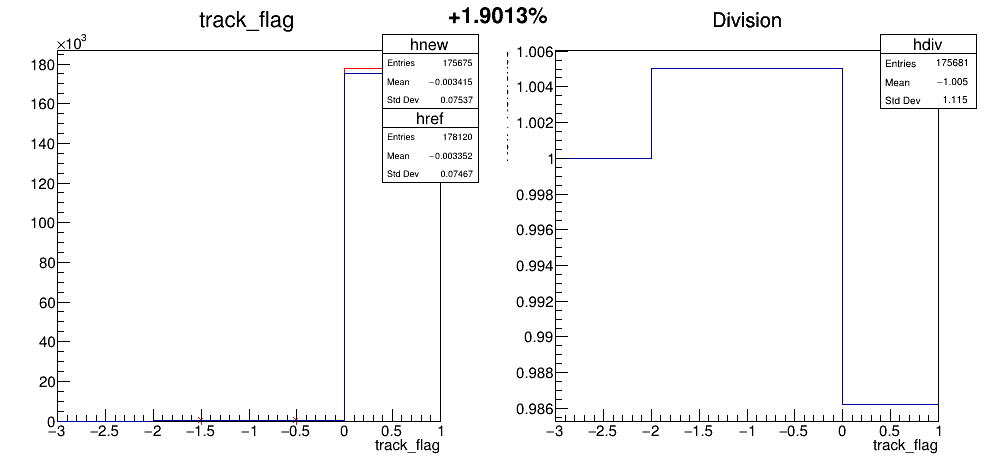 track_flag
+1.9013%
Division
×10³
hnew
Entries 175675
Mean −0.003415
Std Dev 0.07537
href
Entries 178120
Mean −0.003352
Std Dev 0.07467
180
160
140
120
100
80
60
40
20
0
−3 −2.5 −2 −1.5 −1 −0.5 0 0.5 1
track_flag
hdiv
Entries 175681
Mean −1.005
Std Dev 1.115
1.006
1.004
1.002
1
0.998
0.996
0.994
0.992
0.99
0.988
0.986
−3 −2.5 −2 −1.5 −1 −0.5 0 0.5 1
track_flag